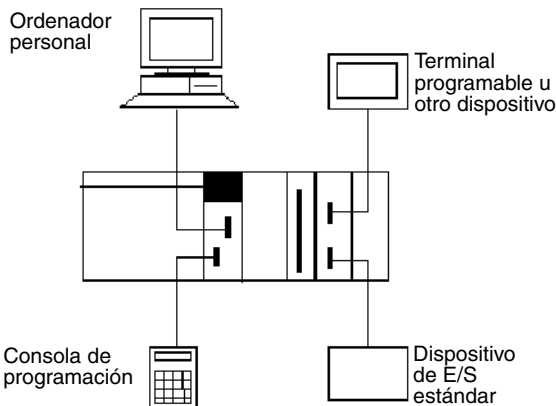 Ordenador
personal
Terminal
programable u
otro dispositivo
Consola de
programación
Dispositivo
de E/S
estándar